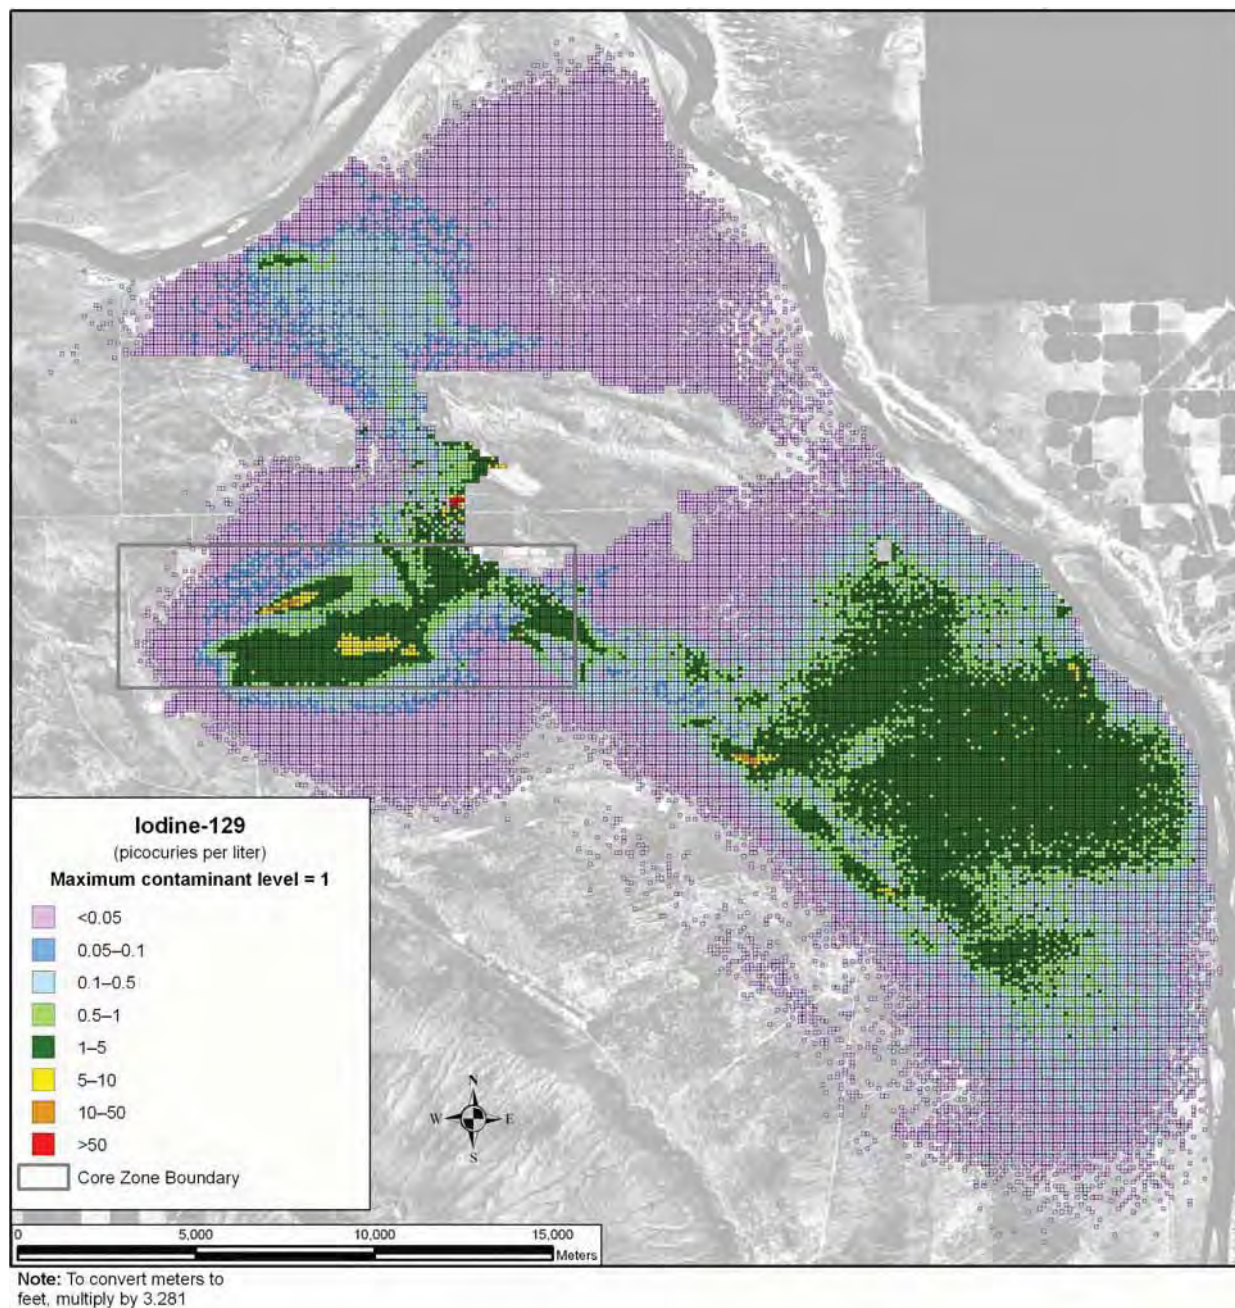 Iodine-129
(picocuries per liter)
Maximum contaminant level = 1
<0.05
0.05–0.1
0.1–0.5
0.5–1
1–5
5–10
10–50
>50
Core Zone Boundary
N
W E
S
0 5,000 10,000 15,000
Meters
Note: To convert meters to
feet, multiply by 3.281